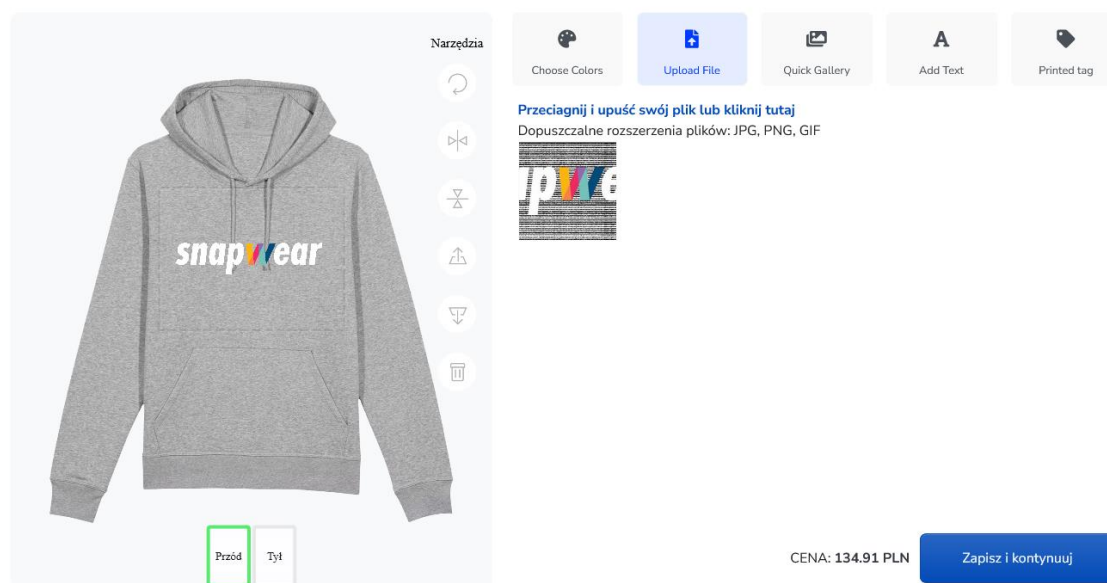 Narzędzia
snapwear
Przód
Tył
Choose Colors
Upload File
Quick Gallery
Add Text
Printed tag
Przeciagnij i upuść swój plik lub kliknij tutaj
Dopuszczalne rozszerzenia plików: JPG, PNG, GIF
pwe
CENA: 134.91 PLN
Zapisz i kontynuuj